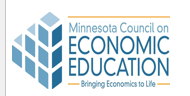 Minnesota Council on
ECONOMIC
EDUCATION
Bringing Economics to Life